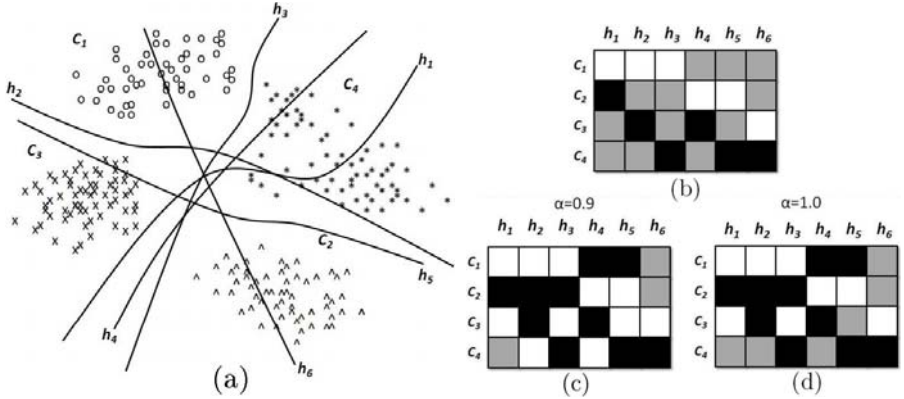 h3
C1
C4
h1
h2
C3
C2
h5
h4
h6
(a)
h1 h2 h3 h4 h5 h6
C1
C2
C3
C4
(b)
α=0.9
h1 h2 h3 h4 h5 h6
C1
C2
C3
C4
(c)
α=1.0
h1 h2 h3 h4 h5 h6
C1
C2
C3
C4
(d)